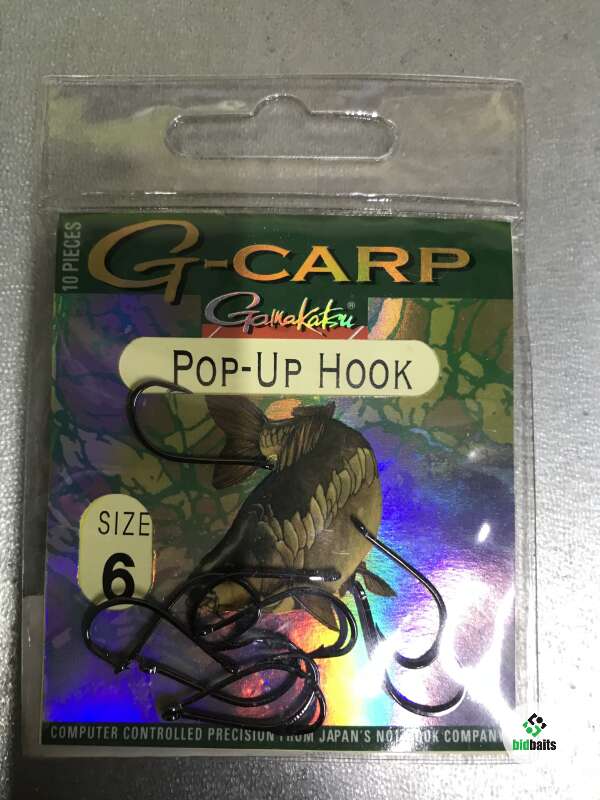 10 PIECES
G-CARP
Gamakatsu®
POP-UP HOOK
SIZE
6
COMPUTER CONTROLLED PRECISION FROM JAPAN'S NO1 HOOK COMPANY
bidbaits